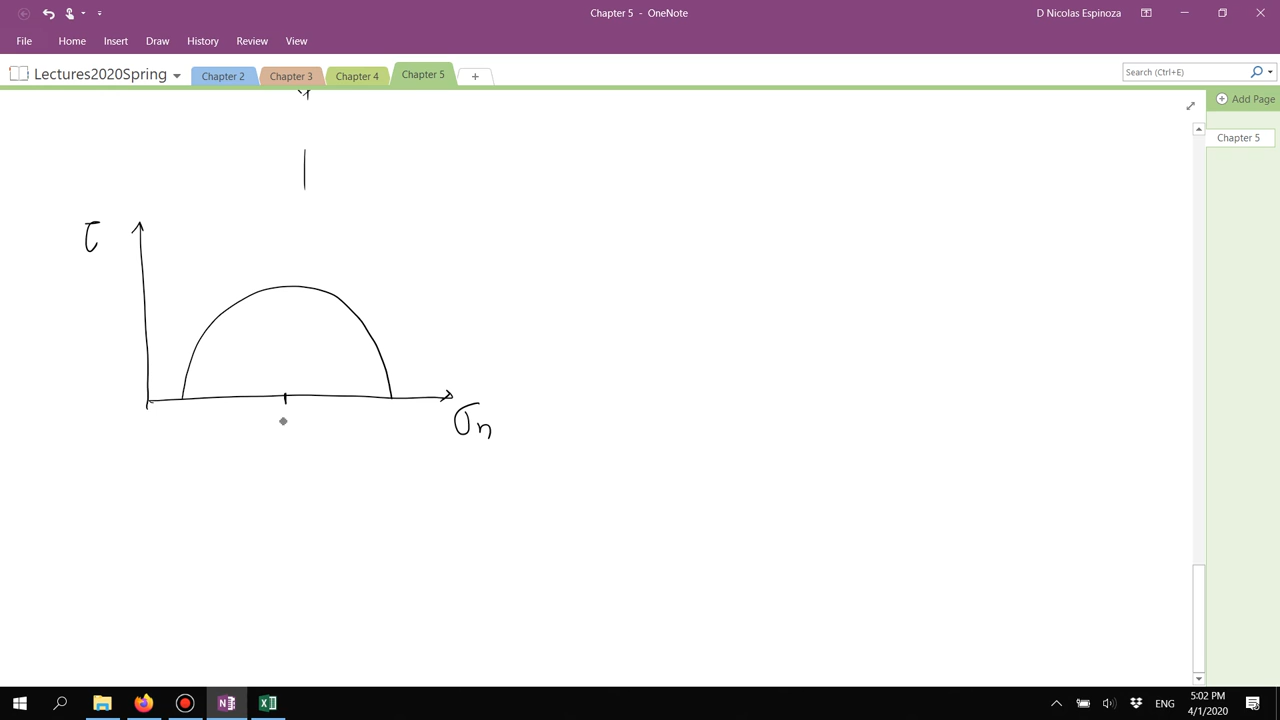 Chapter 5 - OneNote
D Nicolas Espinoza
File Home Insert Draw History Review View
Lectures2020Spring
Chapter 2
Chapter 3
Chapter 4
Chapter 5
Search (Ctrl+E)
Add Page
Chapter 5
τ
σn
ENG
5:02 PM
4/1/2020